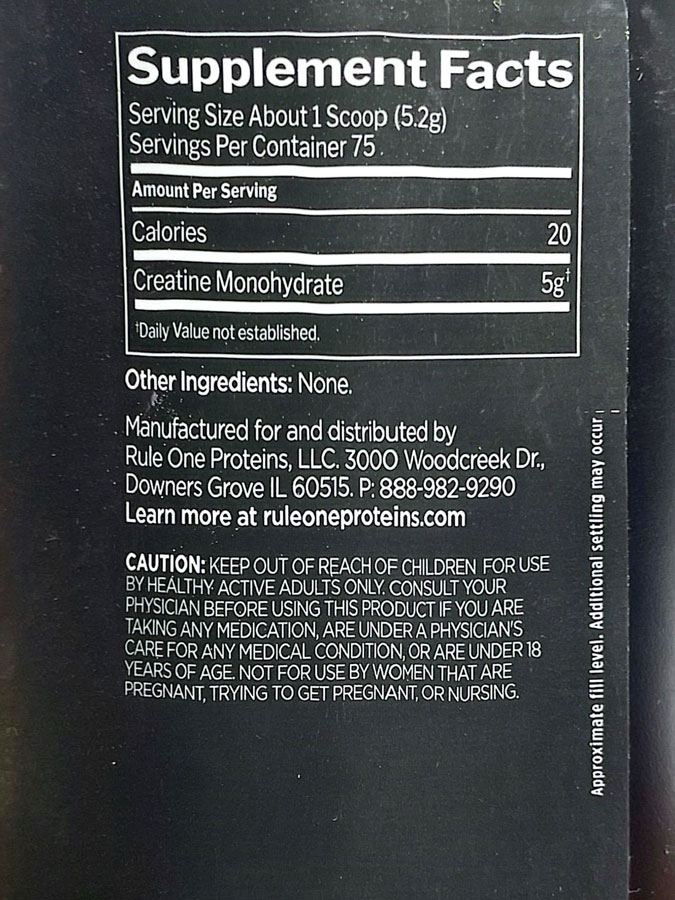 Supplement Facts
Serving Size About 1 Scoop (5.2g)
Servings Per Container 75
Amount Per Serving
Calories 20
Creatine Monohydrate 5g†
†Daily Value not established.
Other Ingredients: None.
Manufactured for and distributed by
Rule One Proteins, LLC. 3000 Woodcreek Dr.,
Downers Grove IL 60515. P: 888-982-9290
Learn more at ruleoneproteins.com
CAUTION: KEEP OUT OF REACH OF CHILDREN FOR USE
BY HEALTHY ACTIVE ADULTS ONLY. CONSULT YOUR
PHYSICIAN BEFORE USING THIS PRODUCT IF YOU ARE
TAKING ANY MEDICATION, ARE UNDER A PHYSICIAN'S
CARE FOR ANY MEDICAL CONDITION, OR ARE UNDER 18
YEARS OF AGE. NOT FOR USE BY WOMEN THAT ARE
PREGNANT, TRYING TO GET PREGNANT, OR NURSING.
Approximate fill level. Additional settling may occur